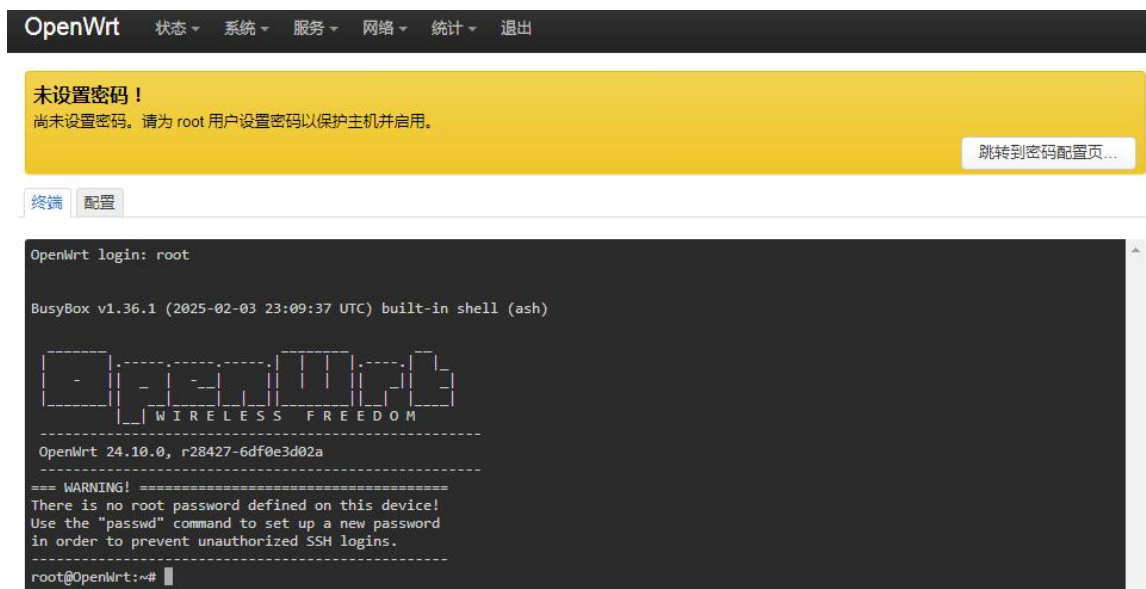 OpenWrt 状态 系统 服务 网络 统计 退出
未设置密码！
尚未设置密码。请为 root 用户设置密码以保护主机并启用。
跳转到密码配置页...
终端 配置
OpenWrt login: root
BusyBox v1.36.1 (2025-02-03 23:09:37 UTC) built-in shell (ash)
OpenWrt
W I R E L E S S   F R E E D O M
-----------------------------------------------------
OpenWrt 24.10.0, r28427-6df0e3d02a
-----------------------------------------------------
=== WARNING! =====================================
There is no root password defined on this device!
Use the "passwd" command to set up a new password
in order to prevent unauthorized SSH logins.
--------------------------------------------------
root@OpenWrt:~#